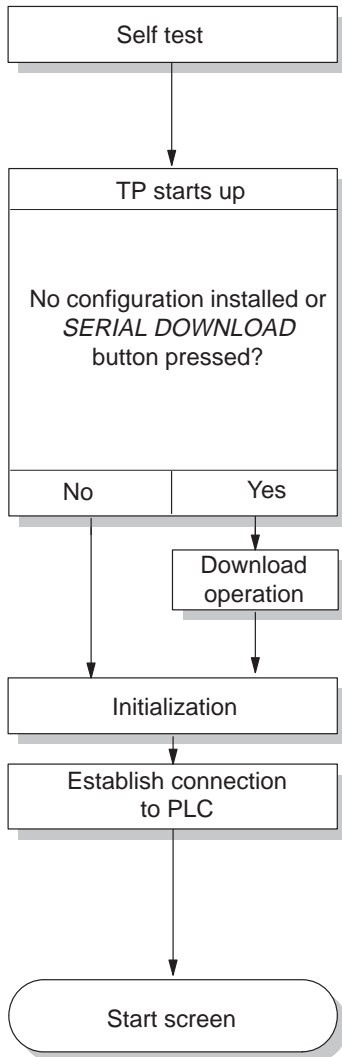 Self test
TP starts up
No configuration installed or
SERIAL DOWNLOAD
button pressed?
No
Yes
Download
operation
Initialization
Establish connection
to PLC
Start screen